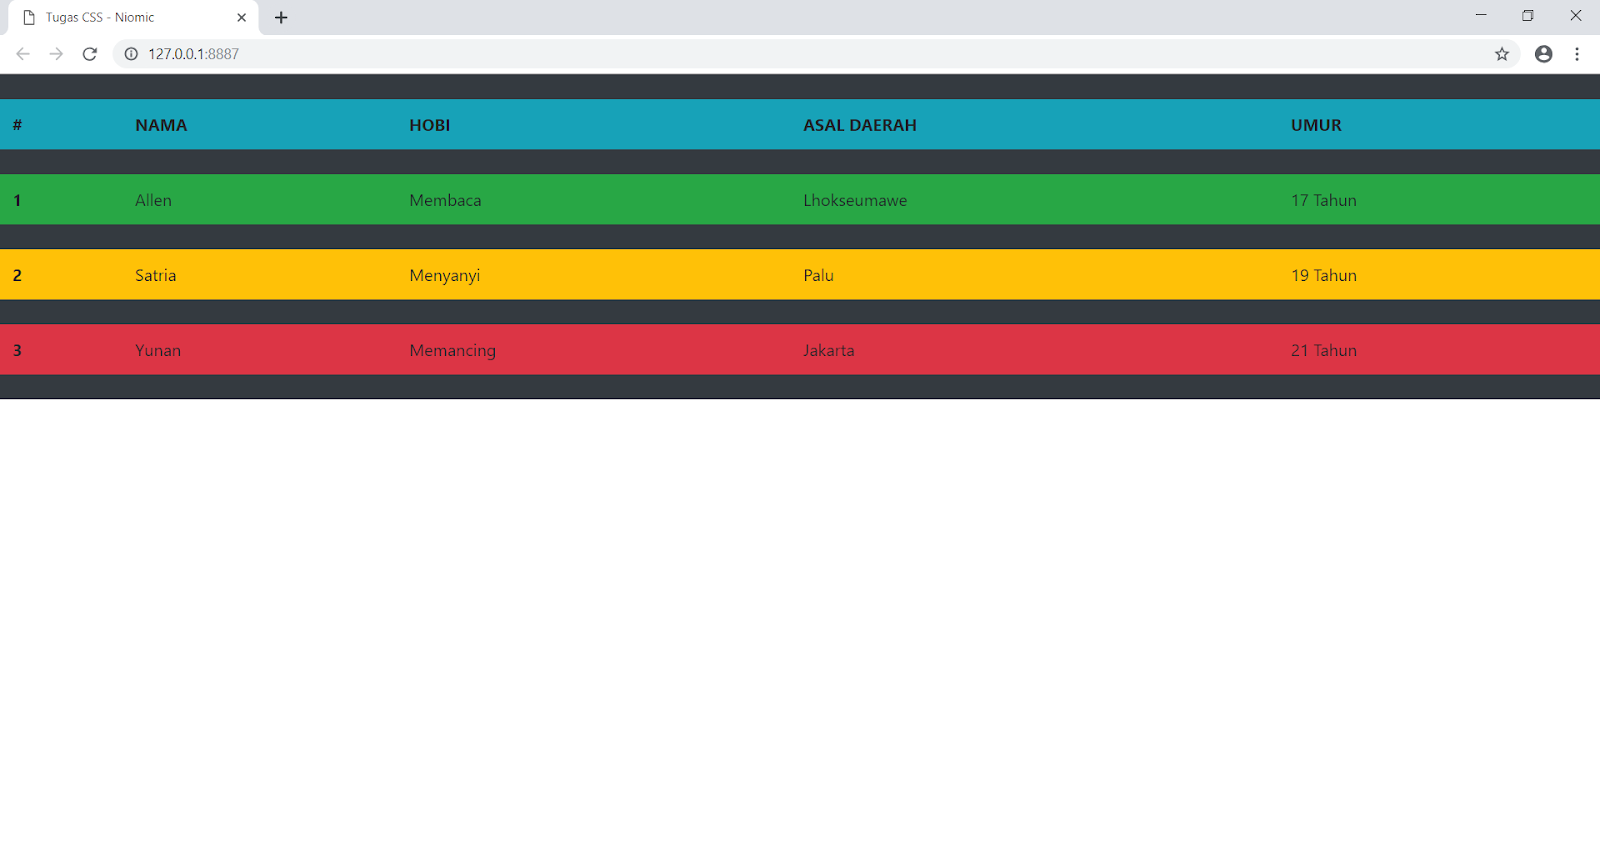 Tugas CSS - Niomic
127.0.0.1:8887
# NAMA HOBI ASAL DAERAH UMUR
1 Allen Membaca Lhokseumawe 17 Tahun
2 Satria Menyanyi Palu 19 Tahun
3 Yunan Memancing Jakarta 21 Tahun